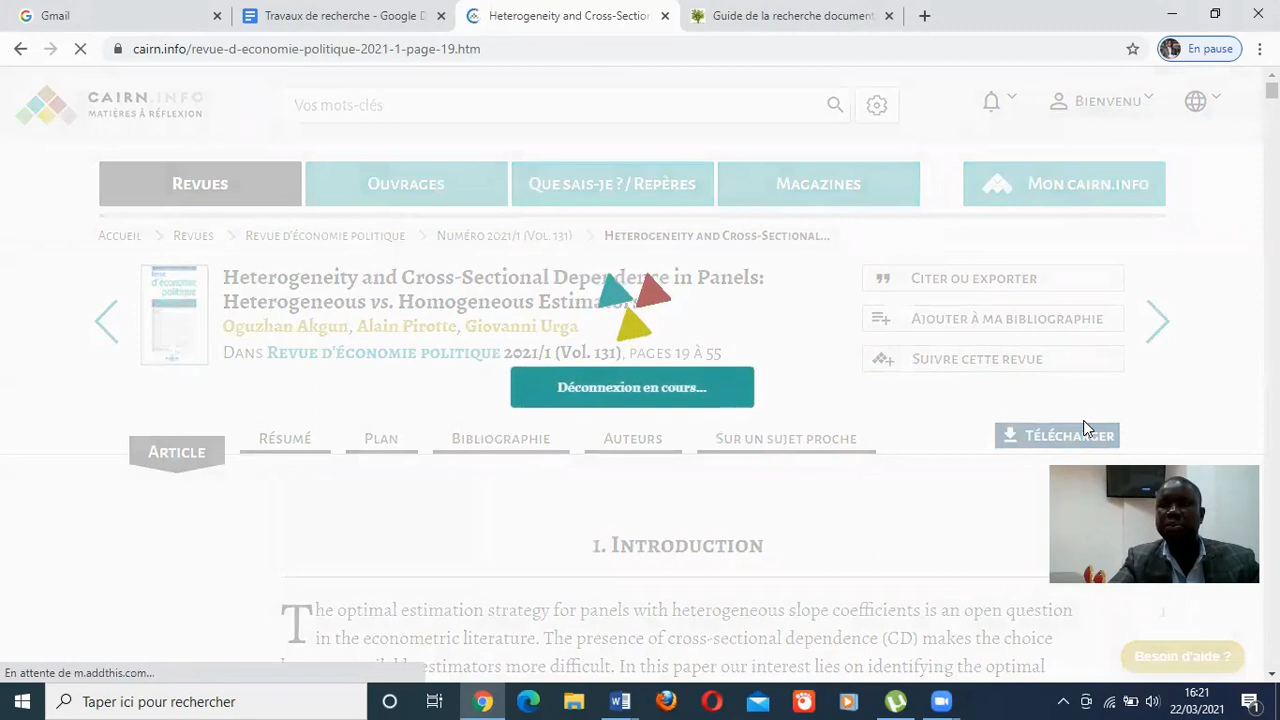 Gmail
Travaux de recherche - Google D
Heterogeneity and Cross-Section
Guide de la recherche document
cairn.info/revue-d-economie-politique-2021-1-page-19.htm
En pause
CAIRN.INFO
MATIÈRES À RÉFLEXION
Vos mots-clés
BIENVENU
REVUES
OUVRAGES
QUE SAIS-JE ? / REPÈRES
MAGAZINES
MON CAIRN.INFO
ACCUEIL
REVUES
REVUE D'ÉCONOMIE POLITIQUE
NUMÉRO 2021/1 (VOL. 131)
HETEROGENEITY AND CROSS-SECTIONAL...
Heterogeneity and Cross-Sectional Dependence in Panels:
Heterogeneous vs. Homogeneous Estimators
Oguzhan Akgun, Alain Pirotte, Giovanni Urga
DANS REVUE D'ÉCONOMIE POLITIQUE 2021/1 (Vol. 131), PAGES 19 À 55
CITER OU EXPORTER
AJOUTER À MA BIBLIOGRAPHIE
SUIVRE CETTE REVUE
Déconnexion en cours...
ARTICLE
RÉSUMÉ
PLAN
BIBLIOGRAPHIE
AUTEURS
SUR UN SUJET PROCHE
TÉLÉCHARGER
1. INTRODUCTION
The optimal estimation strategy for panels with heterogeneous slope coefficients is an open question
1
in the econometric literature. The presence of cross-sectional dependence (CD) makes the choice
estimators more difficult. In this paper our interest lies on identifying the optimal
Besoin d'aide ?
En attente de m.addthis.com...
Taper ici pour rechercher
16:21
22/03/2021
1